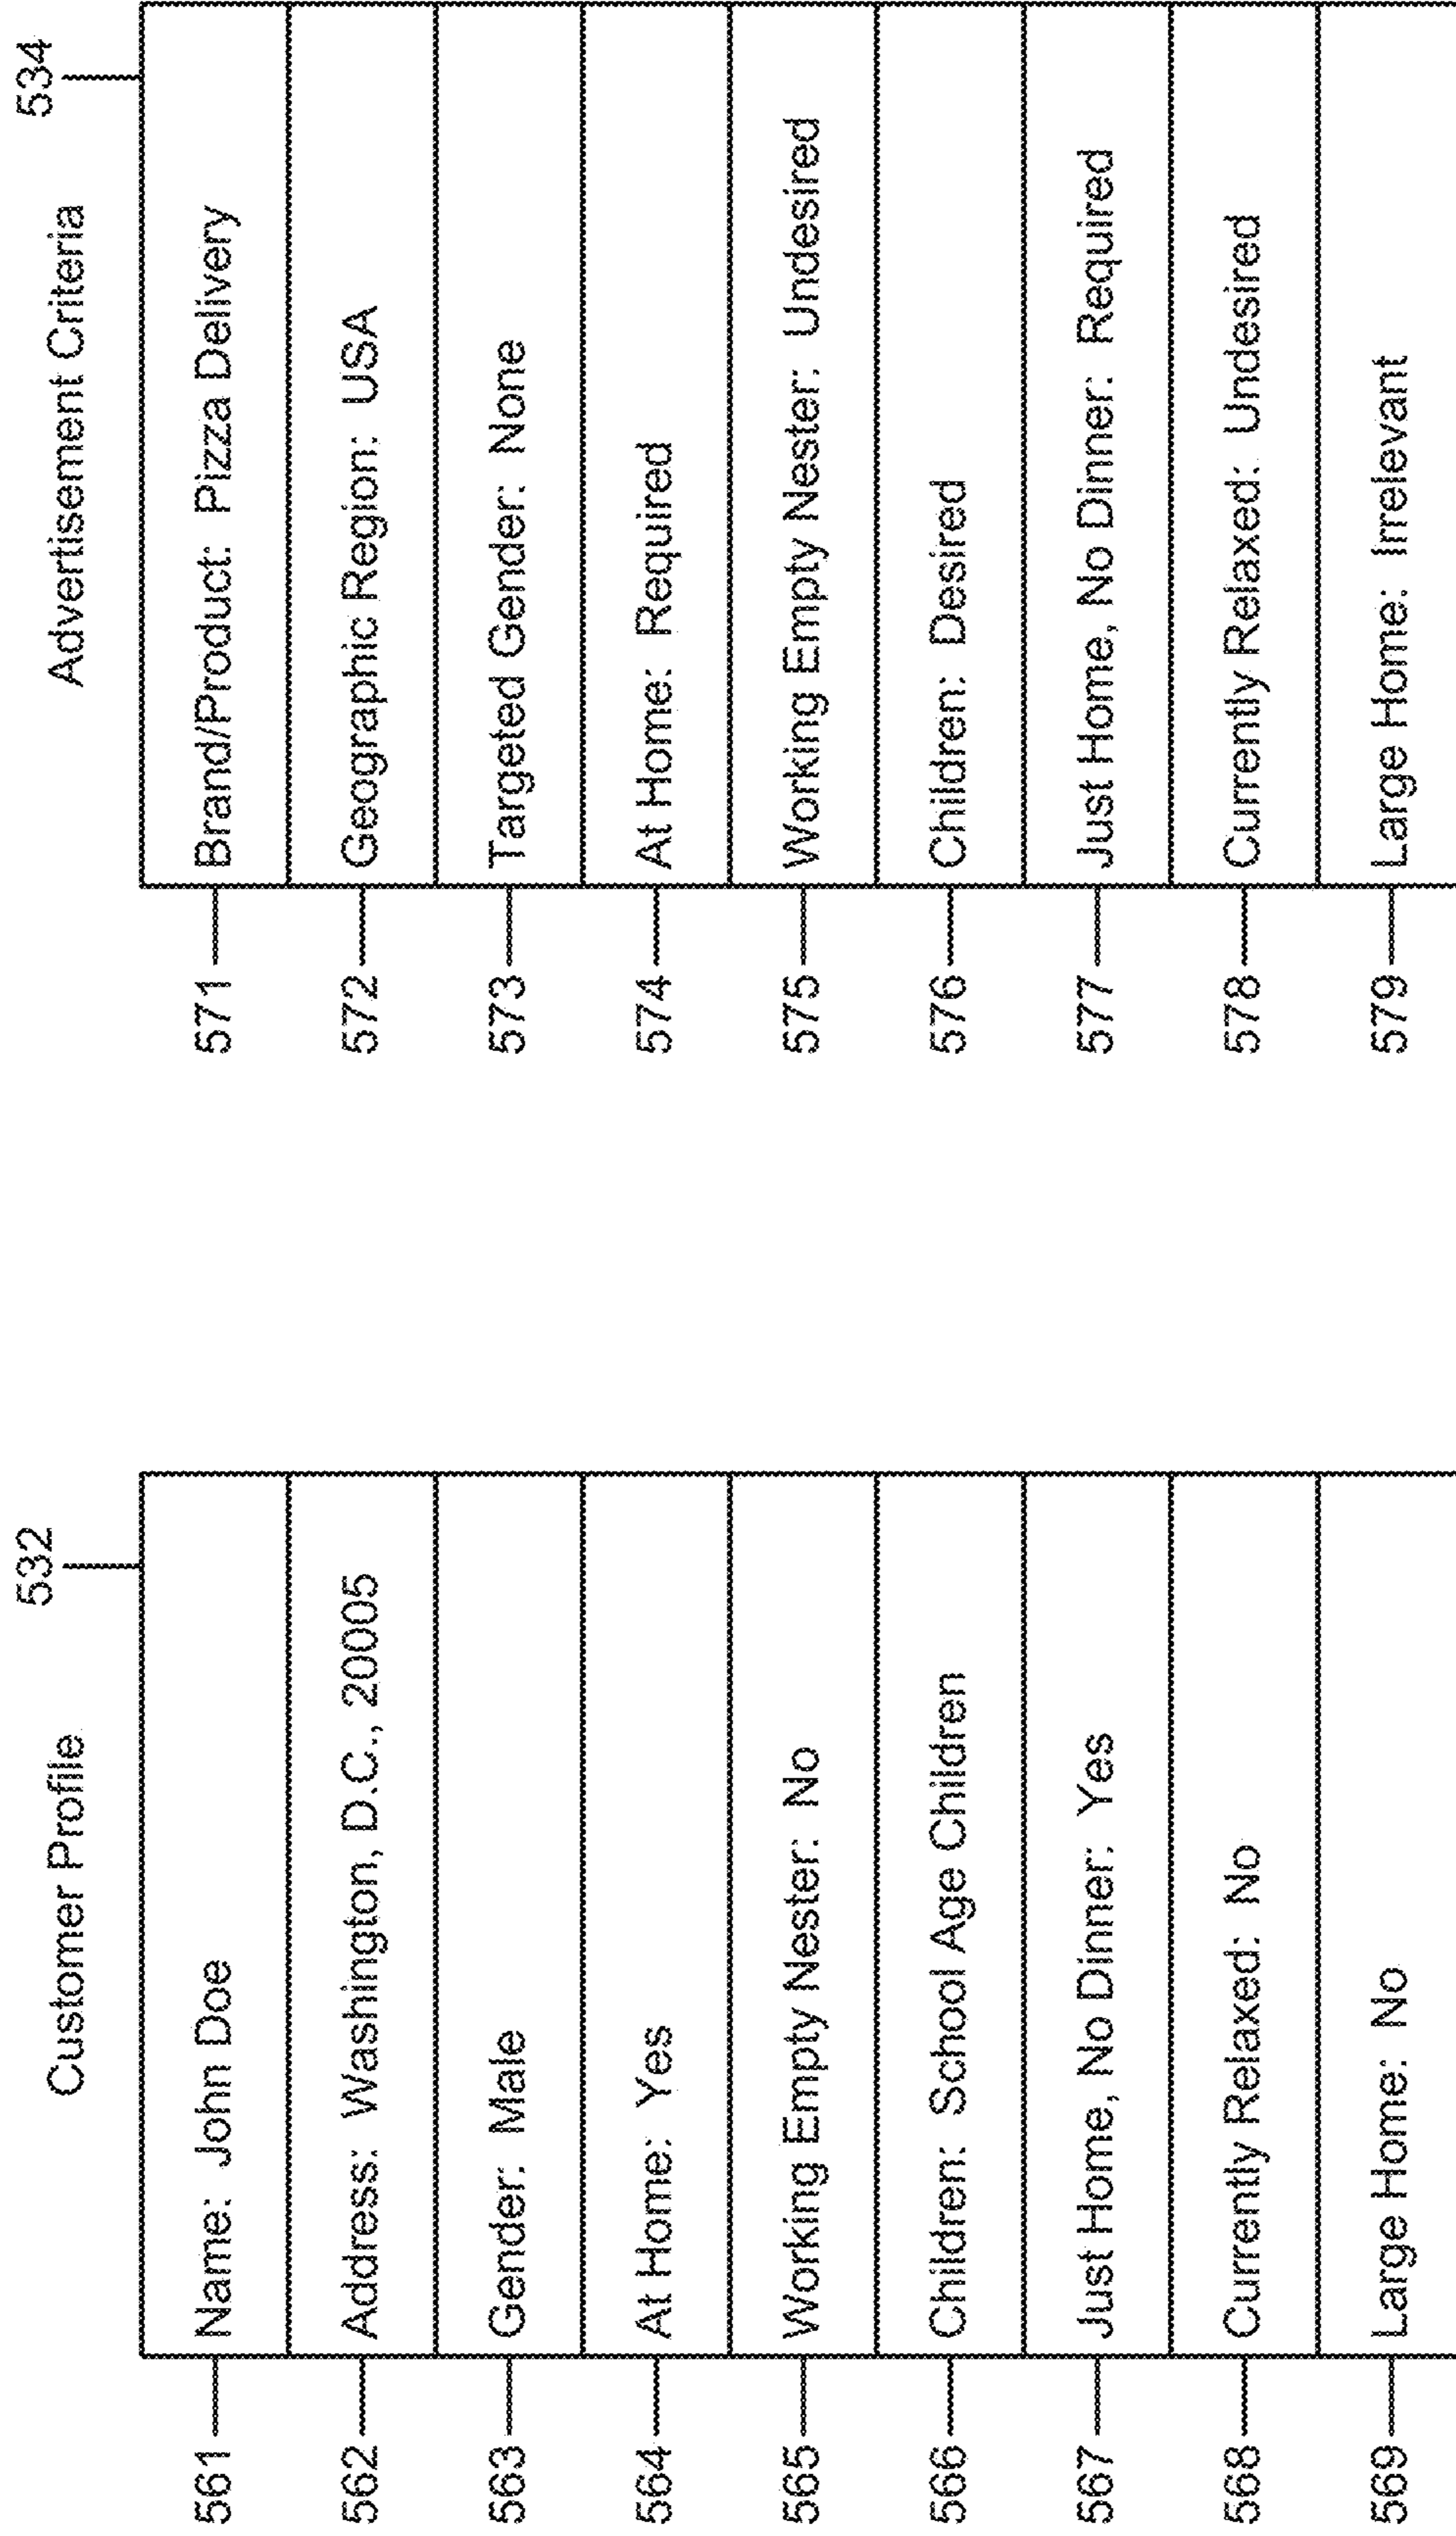 Customer Profile
532
561 Name: John Doe
562 Address: Washington, D.C., 20005
563 Gender: Male
564 At Home: Yes
565 Working Empty Nester: No
566 Children: School Age Children
567 Just Home, No Dinner: Yes
568 Currently Relaxed: No
569 Large Home: No
Advertisement Criteria
534
571 Brand/Product: Pizza Delivery
572 Geographic Region: USA
573 Targeted Gender: None
574 At Home: Required
575 Working Empty Nester: Undesired
576 Children: Desired
577 Just Home, No Dinner: Required
578 Currently Relaxed: Undesired
579 Large Home: Irrelevant